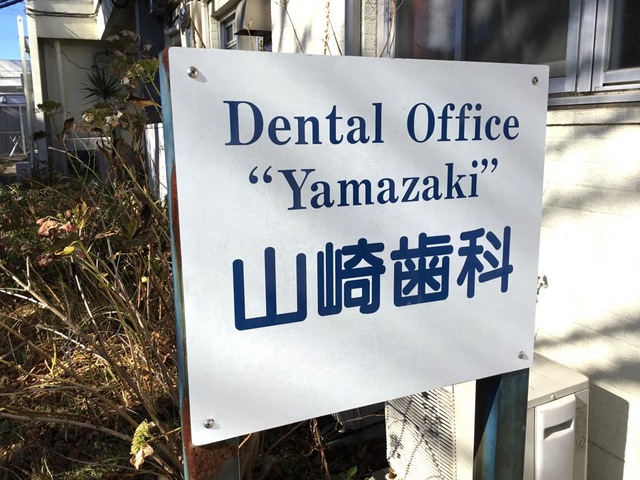 Dental Office
“Yamazaki”
山崎歯科